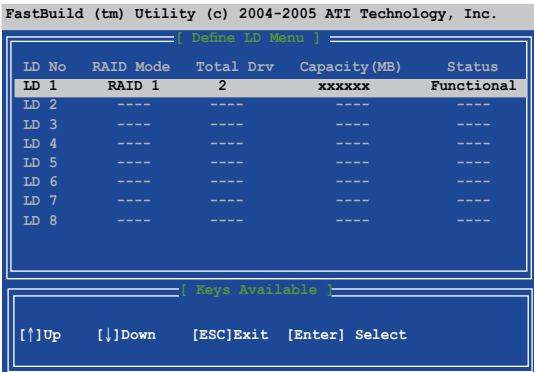 FastBuild (tm) Utility (c) 2004-2005 ATI Technology, Inc.
[ Define LD Menu ]
LD No RAID Mode Total Drv Capacity(MB) Status
LD 1 RAID 1 2 xxxxxx Functional
LD 2 ---- ---- ---- ----
LD 3 ---- ---- ---- ----
LD 4 ---- ---- ---- ----
LD 5 ---- ---- ---- ----
LD 6 ---- ---- ---- ----
LD 7 ---- ---- ---- ----
LD 8 ---- ---- ---- ----
[ Keys Available ]
[↑]Up [↓]Down [ESC]Exit [Enter] Select